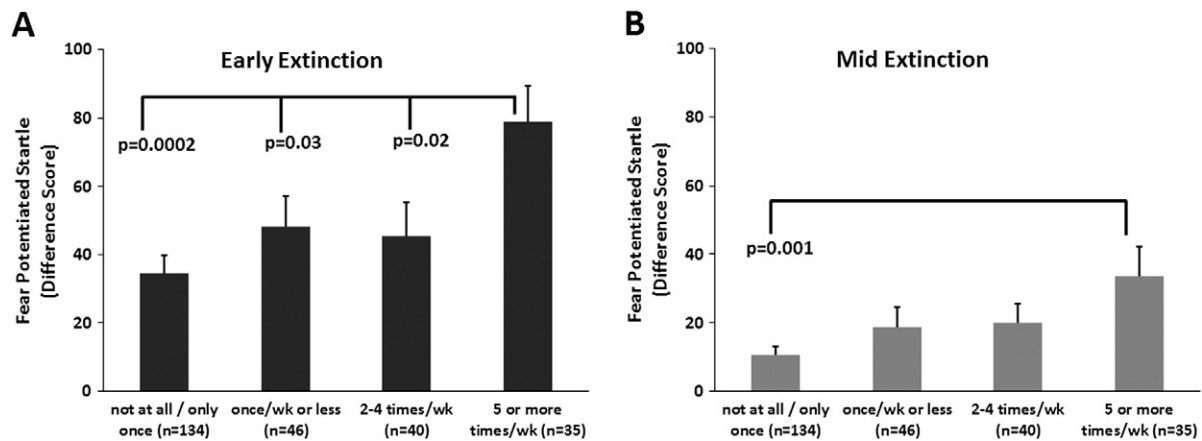 A
Early Extinction
Fear Potentiated Startle
(Difference Score)
100
80
60
40
20
0
p=0.0002
p=0.03
p=0.02
not at all / only
once (n=134)
once/wk or less
(n=46)
2-4 times/wk
(n=40)
5 or more
times/wk (n=35)
B
Mid Extinction
Fear Potentiated Startle
(Difference Score)
100
80
60
40
20
0
p=0.001
not at all / only
once (n=134)
once/wk or less
(n=46)
2-4 times/wk
(n=40)
5 or more
times/wk (n=35)